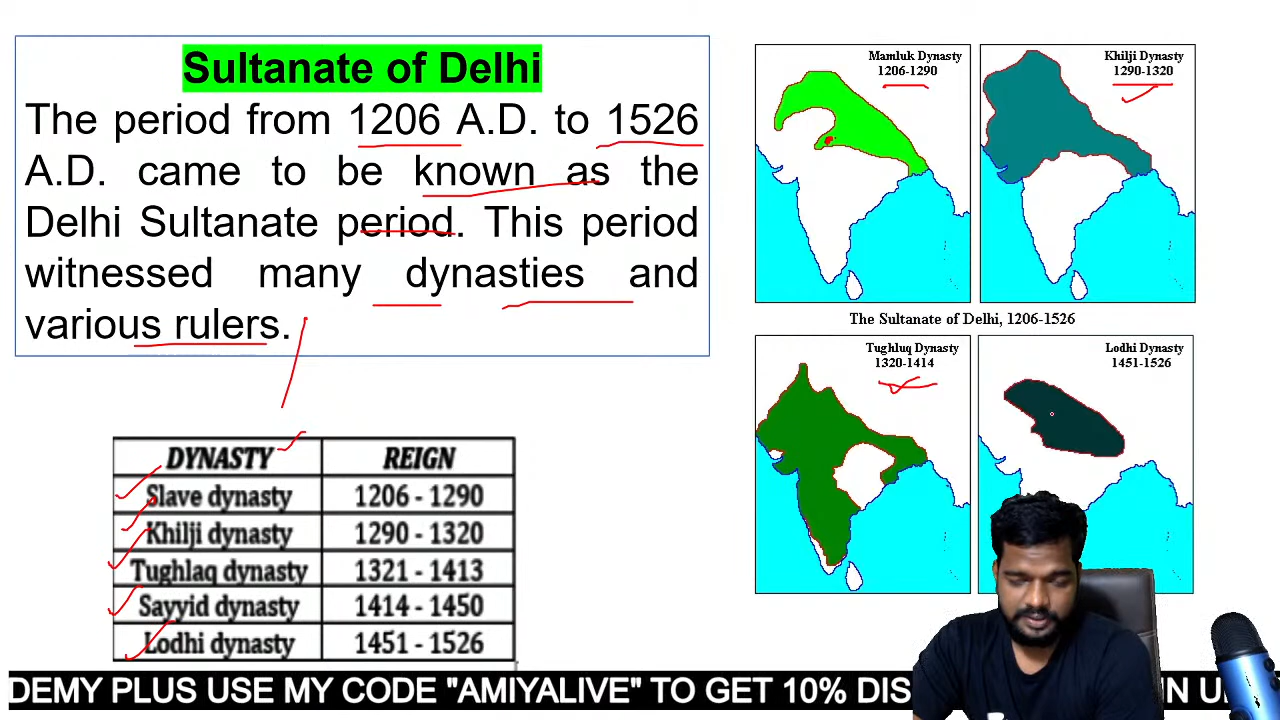 Sultanate of Delhi
The period from 1206 A.D. to 1526
A.D. came to be known as the
Delhi Sultanate period. This period
witnessed many dynasties and
various rulers.
Mamluk Dynasty
1206-1290
Khilji Dynasty
1290-1320
The Sultanate of Delhi, 1206-1526
Tughluq Dynasty
1320-1414
Lodhi Dynasty
1451-1526
DYNASTY REIGN
Slave dynasty 1206 - 1290
Khilji dynasty 1290 - 1320
Tughlaq dynasty 1321 - 1413
Sayyid dynasty 1414 - 1450
Lodhi dynasty 1451 - 1526
DEMY PLUS USE MY CODE "AMIYALIVE" TO GET 10% DIS